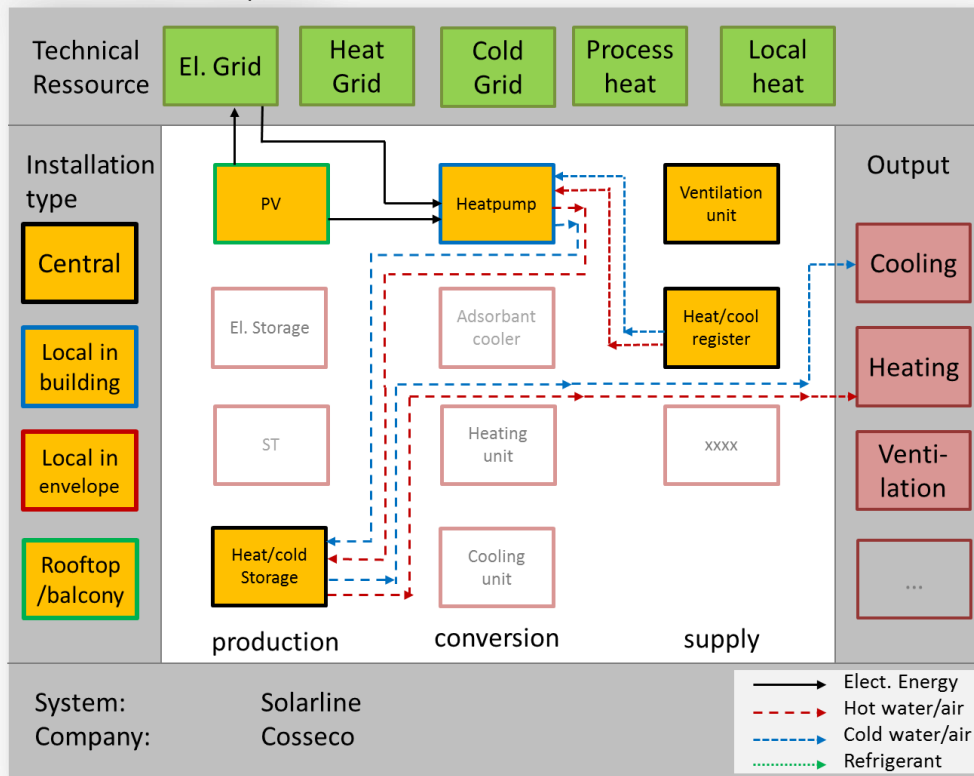 Technical
Ressource
El. Grid
Heat
Grid
Cold
Grid
Process
heat
Local
heat
Installation
type
Central
Local in
building
Local in
envelope
Rooftop
/balcony
PV
Heatpump
Ventilation
unit
El. Storage
Adsorbant
cooler
Heat/cool
register
ST
Heating
unit
xxxx
Heat/cold
Storage
Cooling
unit
production
conversion
supply
Output
Cooling
Heating
Venti-
lation
...
System: Solarline
Company: Cosseco
Elect. Energy
Hot water/air
Cold water/air
Refrigerant